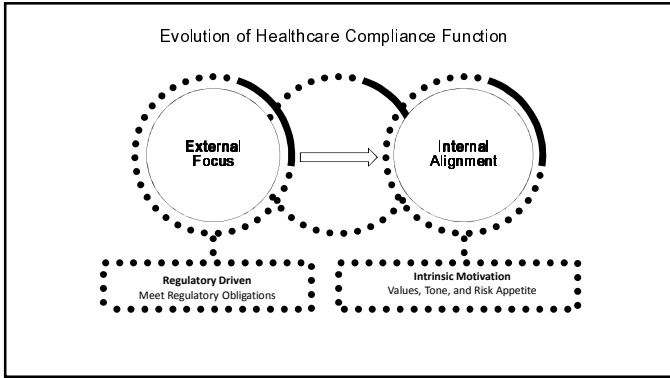 Evolution of Healthcare Compliance Function
External
Focus
Internal
Alignment
Regulatory Driven
Meet Regulatory Obligations
Intrinsic Motivation
Values, Tone, and Risk Appetite